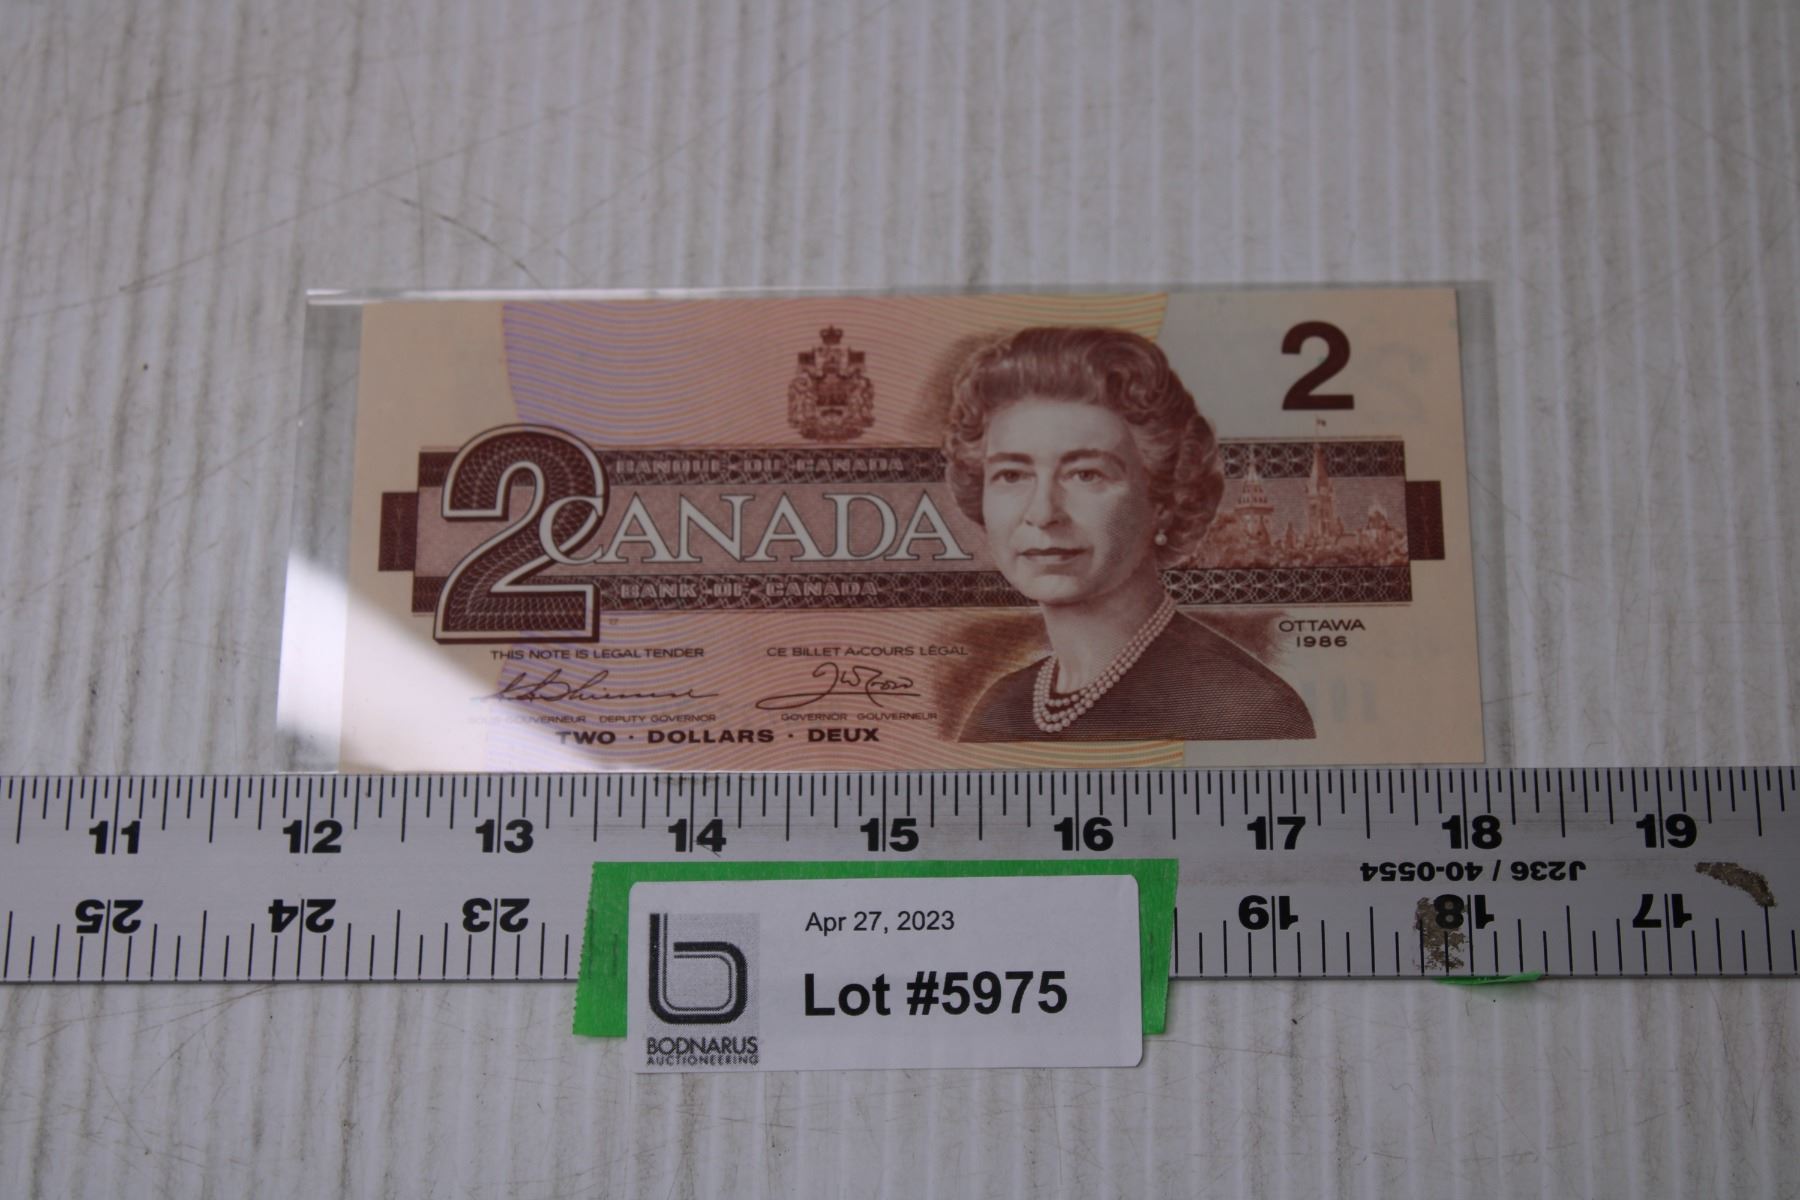 2
2
BANQUE DU CANADA
CANADA
BANK OF CANADA
OTTAWA
1986
THIS NOTE IS LEGAL TENDER
CE BILLET A COURS LÉGAL
SOUS-GOUVERNEUR DEPUTY GOVERNOR
GOVERNOR GOUVERNEUR
TWO · DOLLARS · DEUX
11 12 13 14 15 16 17 18 19
J236 / 40-0554
25 24 23 19 18 17
Apr 27, 2023
Lot #5975
BODNARUS
AUCTIONEERING